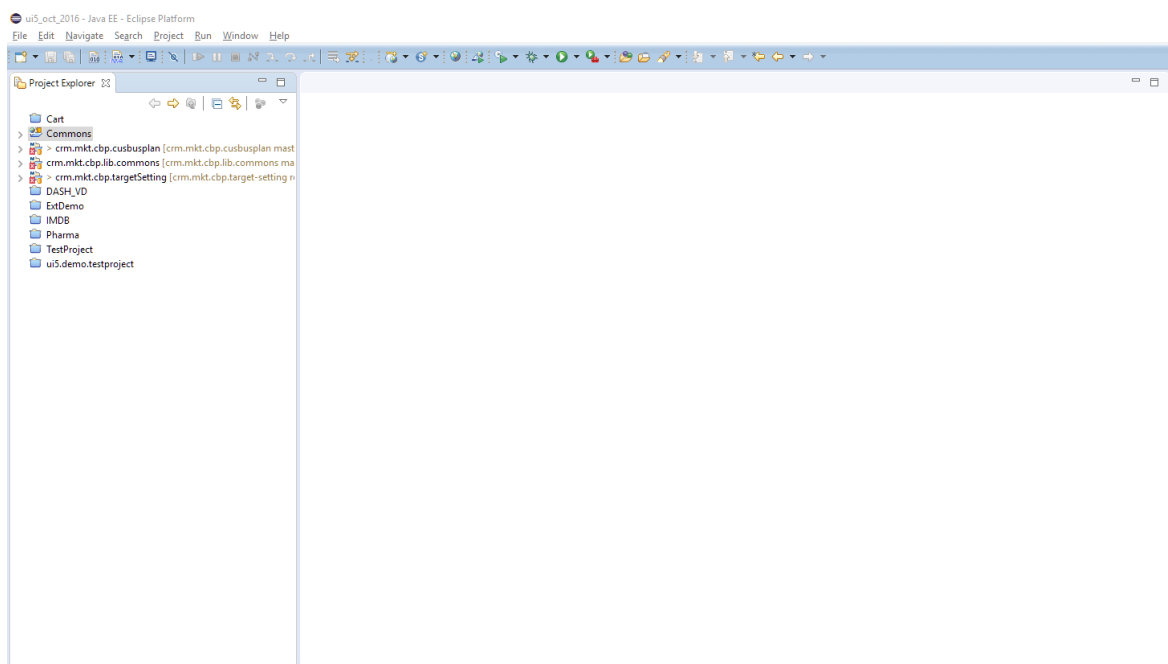 ui5_oct_2016 - Java EE - Eclipse Platform
File Edit Navigate Search Project Run Window Help
Project Explorer
Cart
Commons
> crm.mkt.cbp.cusbusplan [crm.mkt.cbp.cusbusplan mast
crm.mkt.cbp.lib.commons [crm.mkt.cbp.lib.commons ma
> crm.mkt.cbp.targetSetting [crm.mkt.cbp.target-setting r
DASH_VD
ExtDemo
IMDB
Pharma
TestProject
ui5.demo.testproject